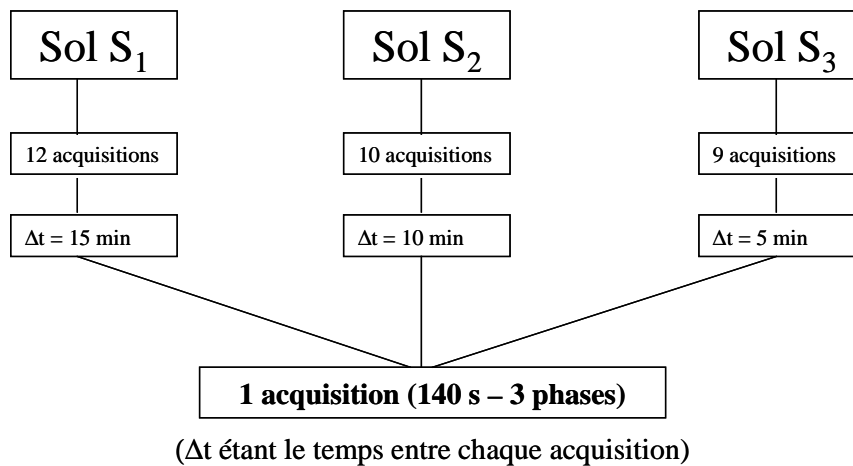 Sol S₁
Sol S₂
Sol S₃
12 acquisitions
10 acquisitions
9 acquisitions
Δt = 15 min
Δt = 10 min
Δt = 5 min
1 acquisition (140 s – 3 phases)
(Δt étant le temps entre chaque acquisition)